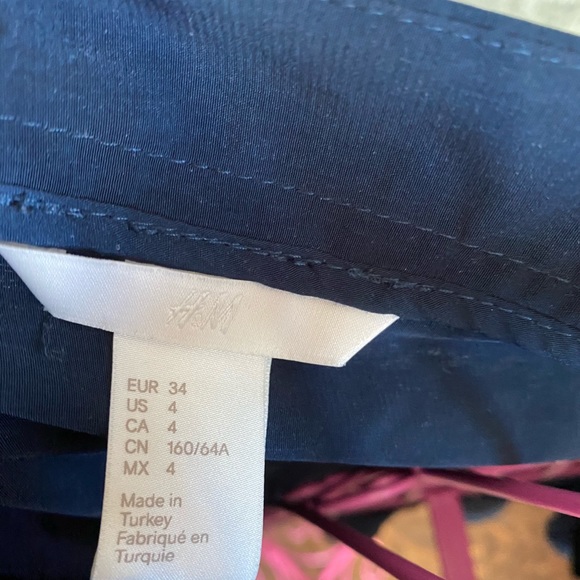 H&M
EUR 34
US 4
CA 4
CN 160/64A
MX 4
Made in
Turkey
Fabriqué en
Turquie